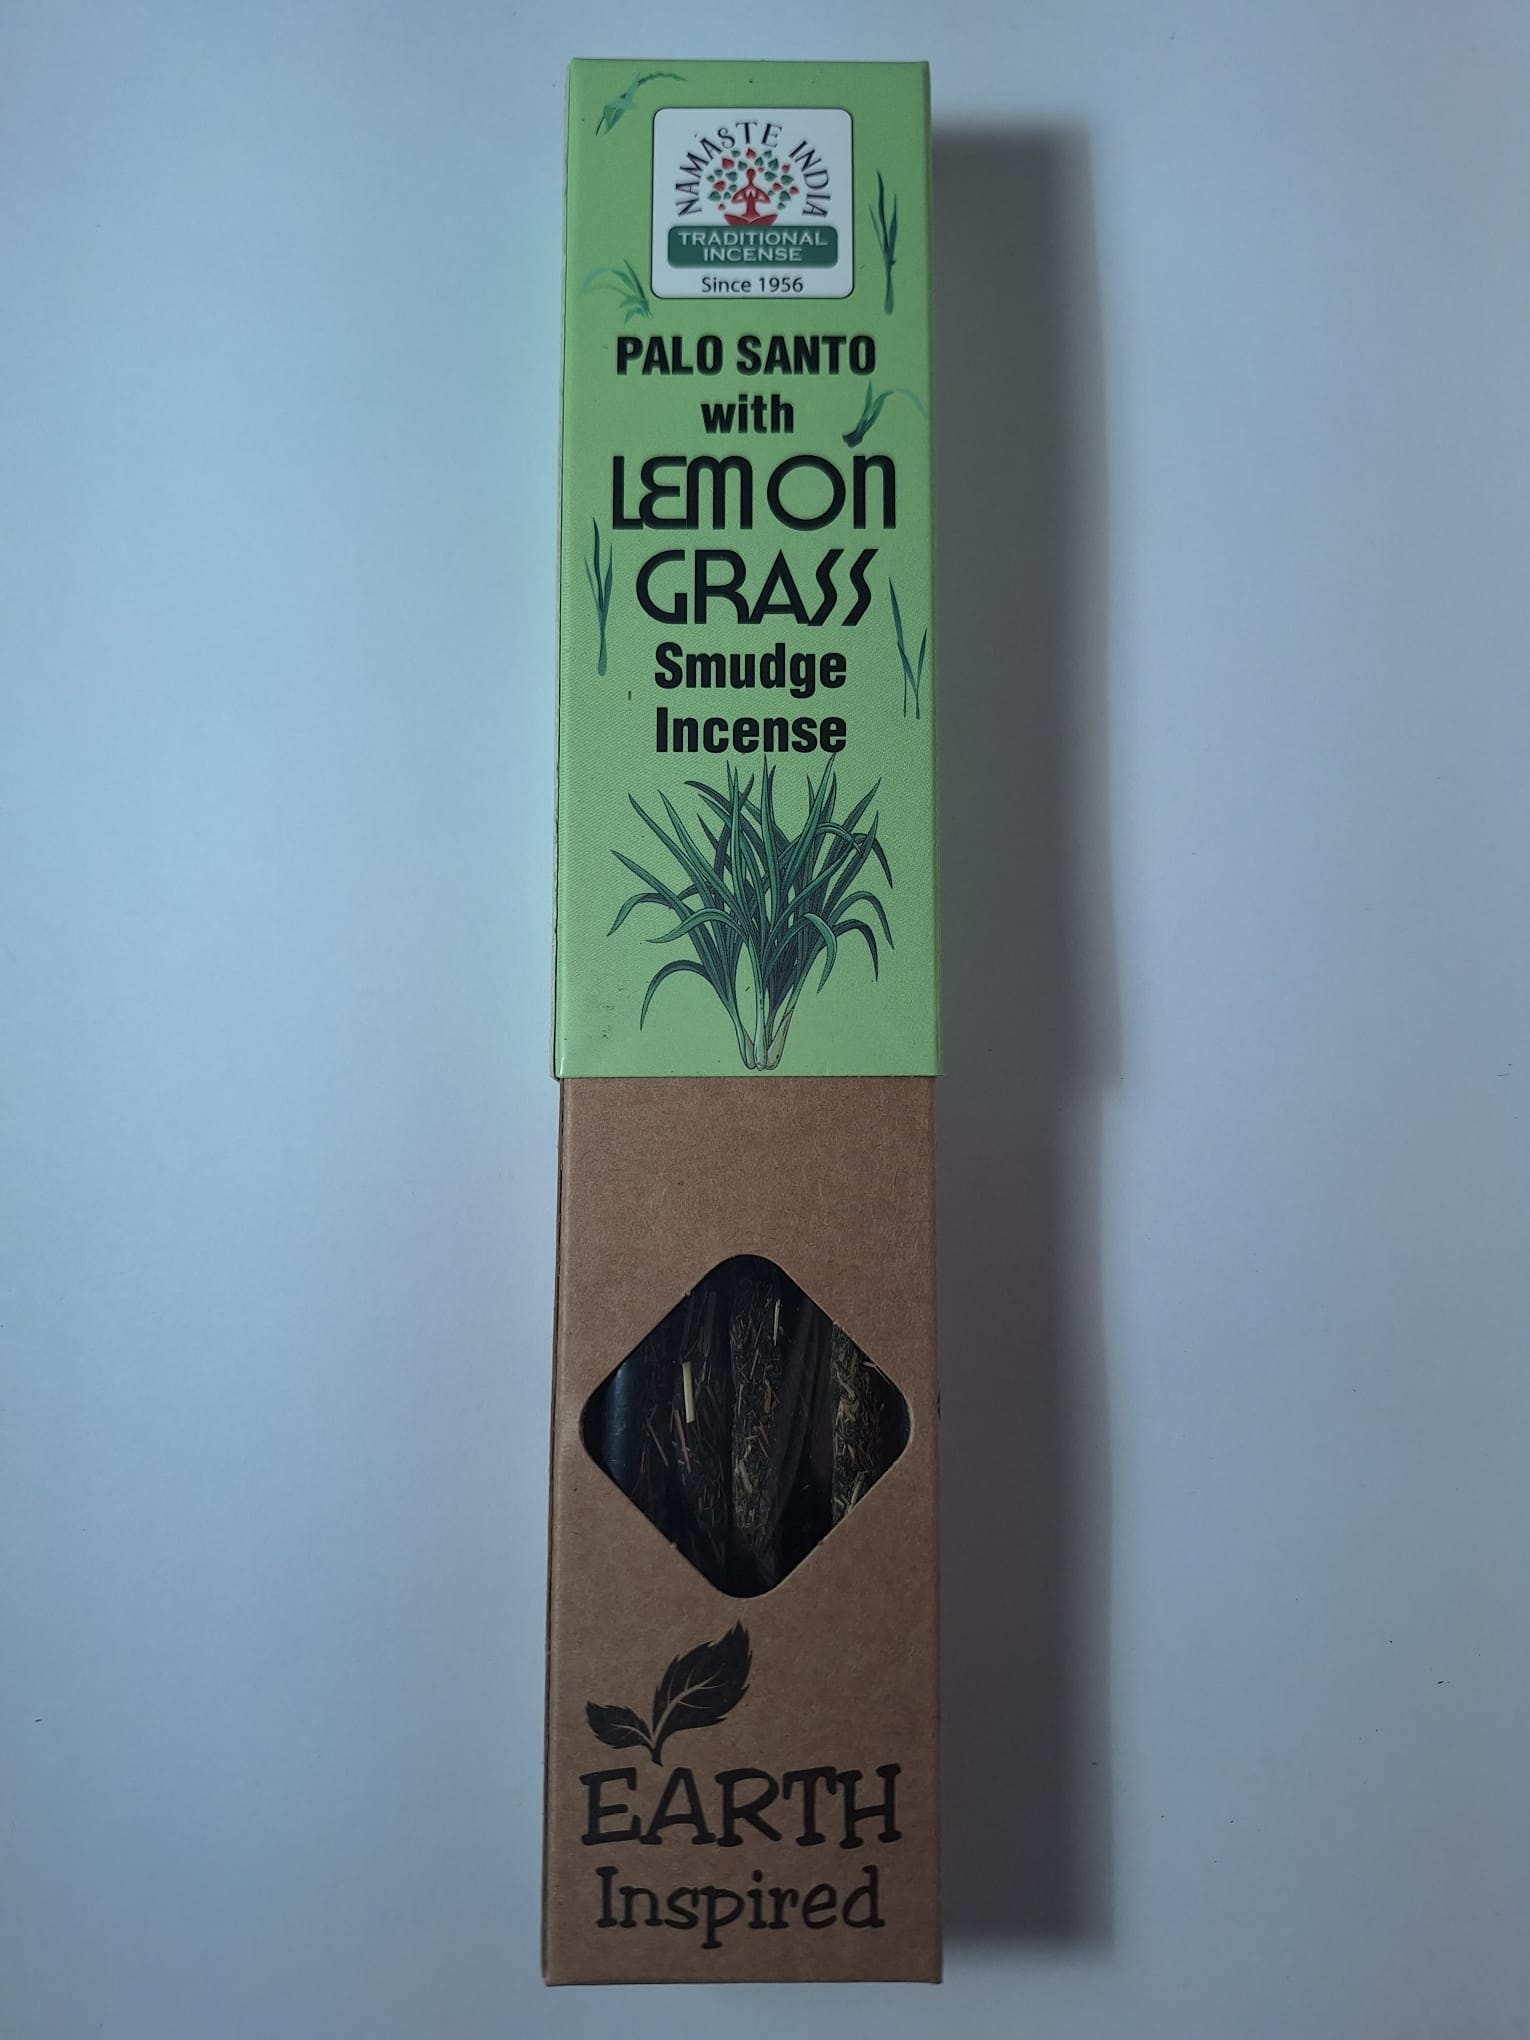 NAMASTE INDIA
TRADITIONAL
INCENSE
Since 1956
PALO SANTO
with
LEMON
GRASS
Smudge
Incense
EARTH
Inspired